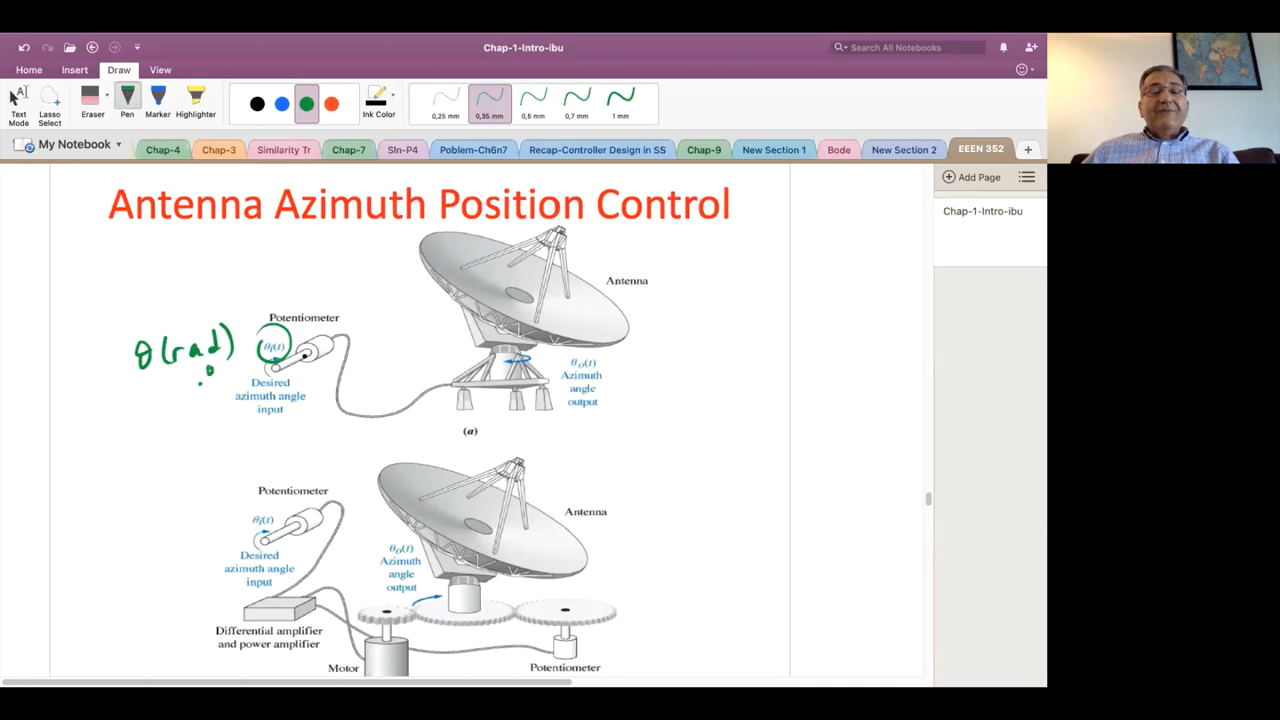 Chap-1-Intro-ibu
Search All Notebooks
Home Insert Draw View
Text Mode
Lasso Select
Eraser
Pen
Marker
Highlighter
Ink Color
0,25 mm
0,35 mm
0,5 mm
0,7 mm
1 mm
My Notebook
Chap-4
Chap-3
Similarity Tr
Chap-7
SIn-P4
Poblem-Ch6n7
Recap-Controller Design in SS
Chap-9
New Section 1
Bode
New Section 2
EEEN 352
Add Page
Chap-1-Intro-ibu
Antenna Azimuth Position Control
Antenna
Potentiometer
θ(rad)
θi(t)
Desired
azimuth angle
input
θo(t)
Azimuth
angle
output
(a)
Potentiometer
Antenna
θi(t)
Desired
azimuth angle
input
θo(t)
Azimuth
angle
output
Differential amplifier
and power amplifier
Motor
Potentiometer